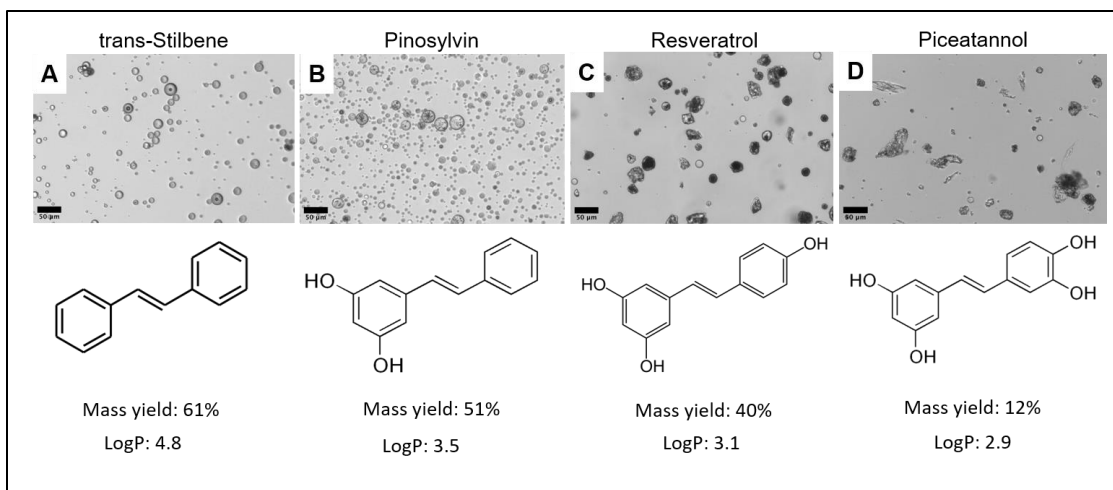 trans-Stilbene
Pinosylvin
Resveratrol
Piceatannol
A
B
C
D
50 µm
50 µm
50 µm
HO
OH
HO
OH
OH
HO
OH
OH
OH
Mass yield: 61%
Mass yield: 51%
Mass yield: 40%
Mass yield: 12%
LogP: 4.8
LogP: 3.5
LogP: 3.1
LogP: 2.9